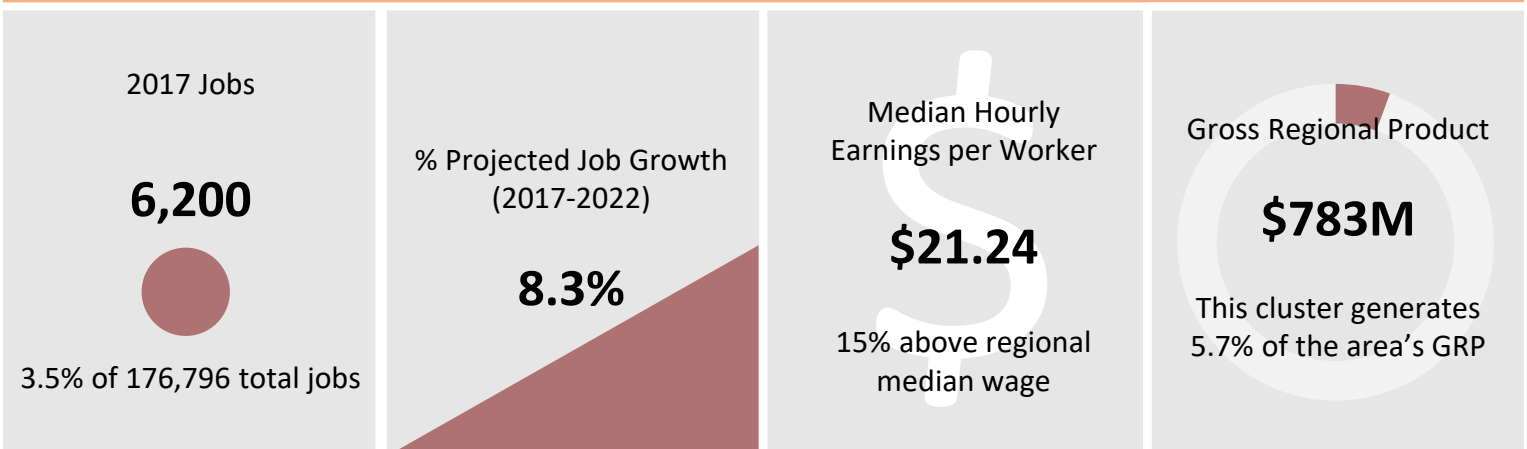 2017 Jobs
6,200
3.5% of 176,796 total jobs
% Projected Job Growth
(2017-2022)
8.3%
Median Hourly
Earnings per Worker
$21.24
15% above regional
median wage
Gross Regional Product
$783M
This cluster generates
5.7% of the area’s GRP